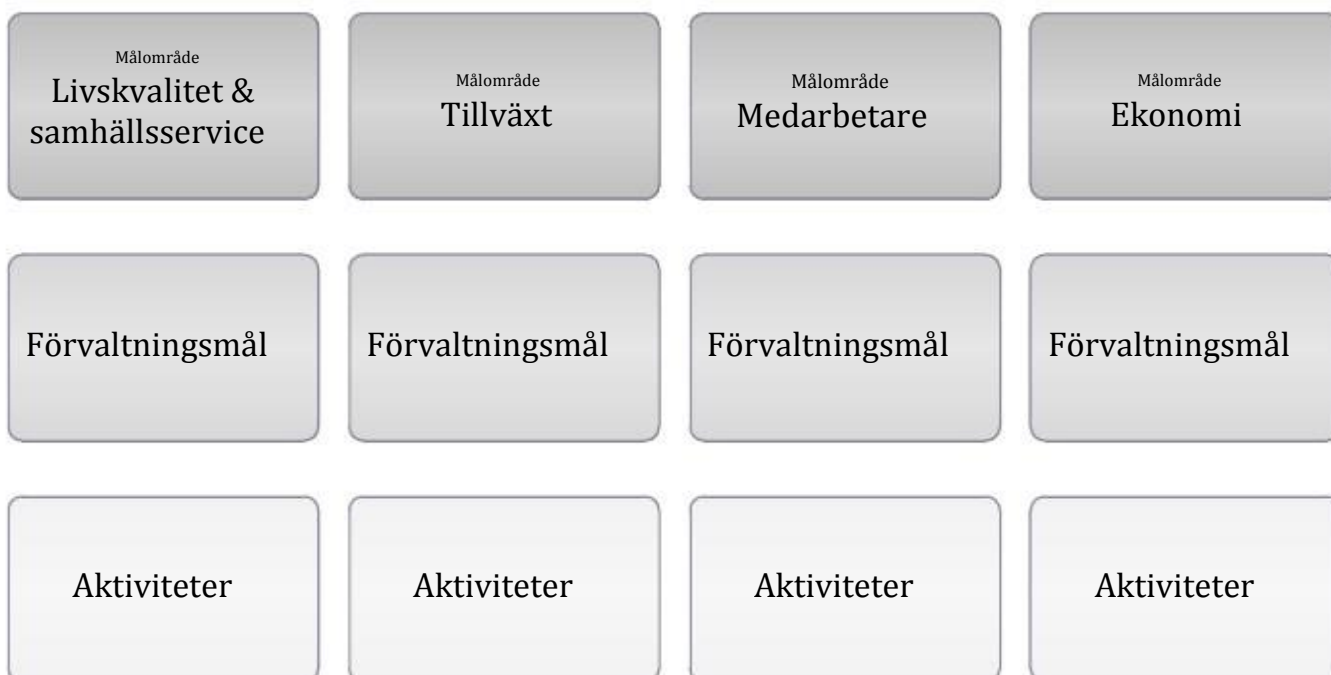 Målområde
Livskvalitet &
samhällsservice
Målområde
Tillväxt
Målområde
Medarbetare
Målområde
Ekonomi
Förvaltningsmål
Förvaltningsmål
Förvaltningsmål
Förvaltningsmål
Aktiviteter
Aktiviteter
Aktiviteter
Aktiviteter